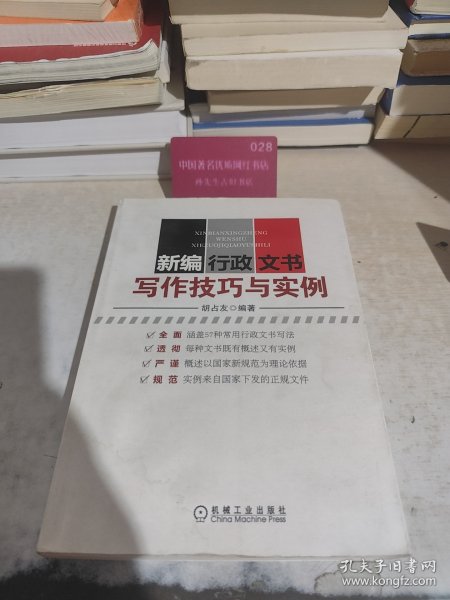 028
中国著名优质网红书店
孙先生古旧书店
XINBIANXINGZHENG
WENSHU
XIEZUOJIQIAOYUSHILI
新编 行政 文书
写作技巧与实例
胡占友 ◎ 编著
全面 涵盖57种常用行政文书写法
透彻 每种文书既有概述又有实例
严谨 概述以国家新规范为理论依据
规范 实例来自国家下发的正规文件
机械工业出版社
China Machine Press
孔夫子旧书网
www.kongfz.com